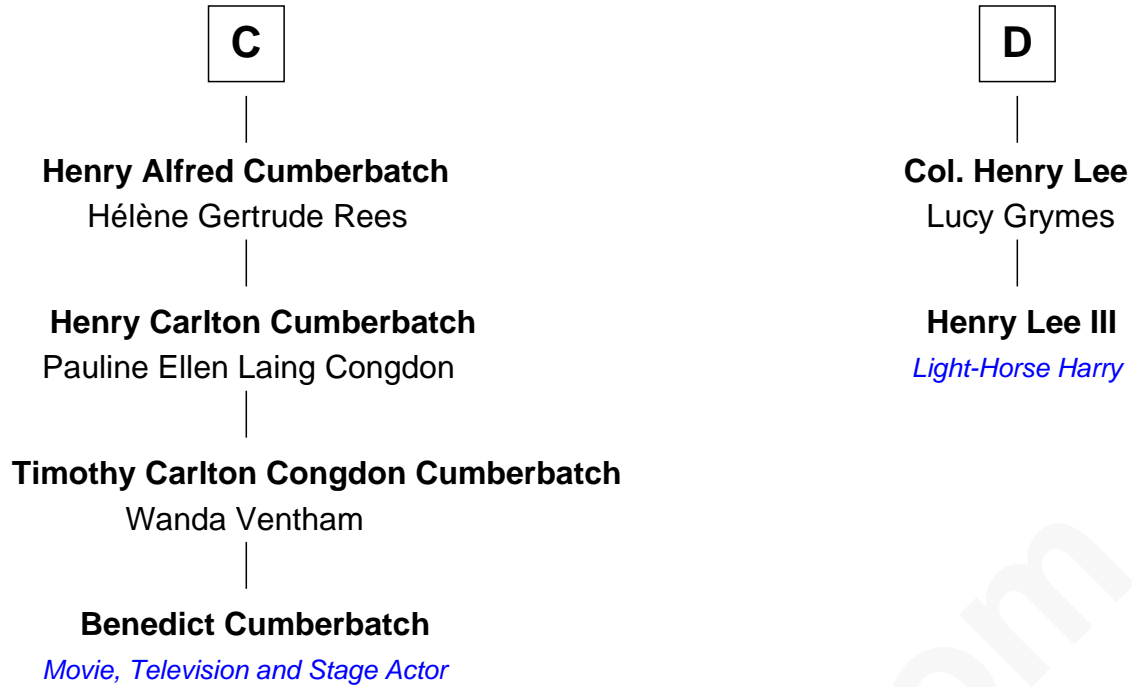 C
Henry Alfred Cumberbatch
Hélène Gertrude Rees
Henry Carlton Cumberbatch
Pauline Ellen Laing Congdon
Timothy Carlton Congdon Cumberbatch
Wanda Ventham
Benedict Cumberbatch
Movie, Television and Stage Actor
D
Col. Henry Lee
Lucy Grymes
Henry Lee III
Light-Horse Harry
om